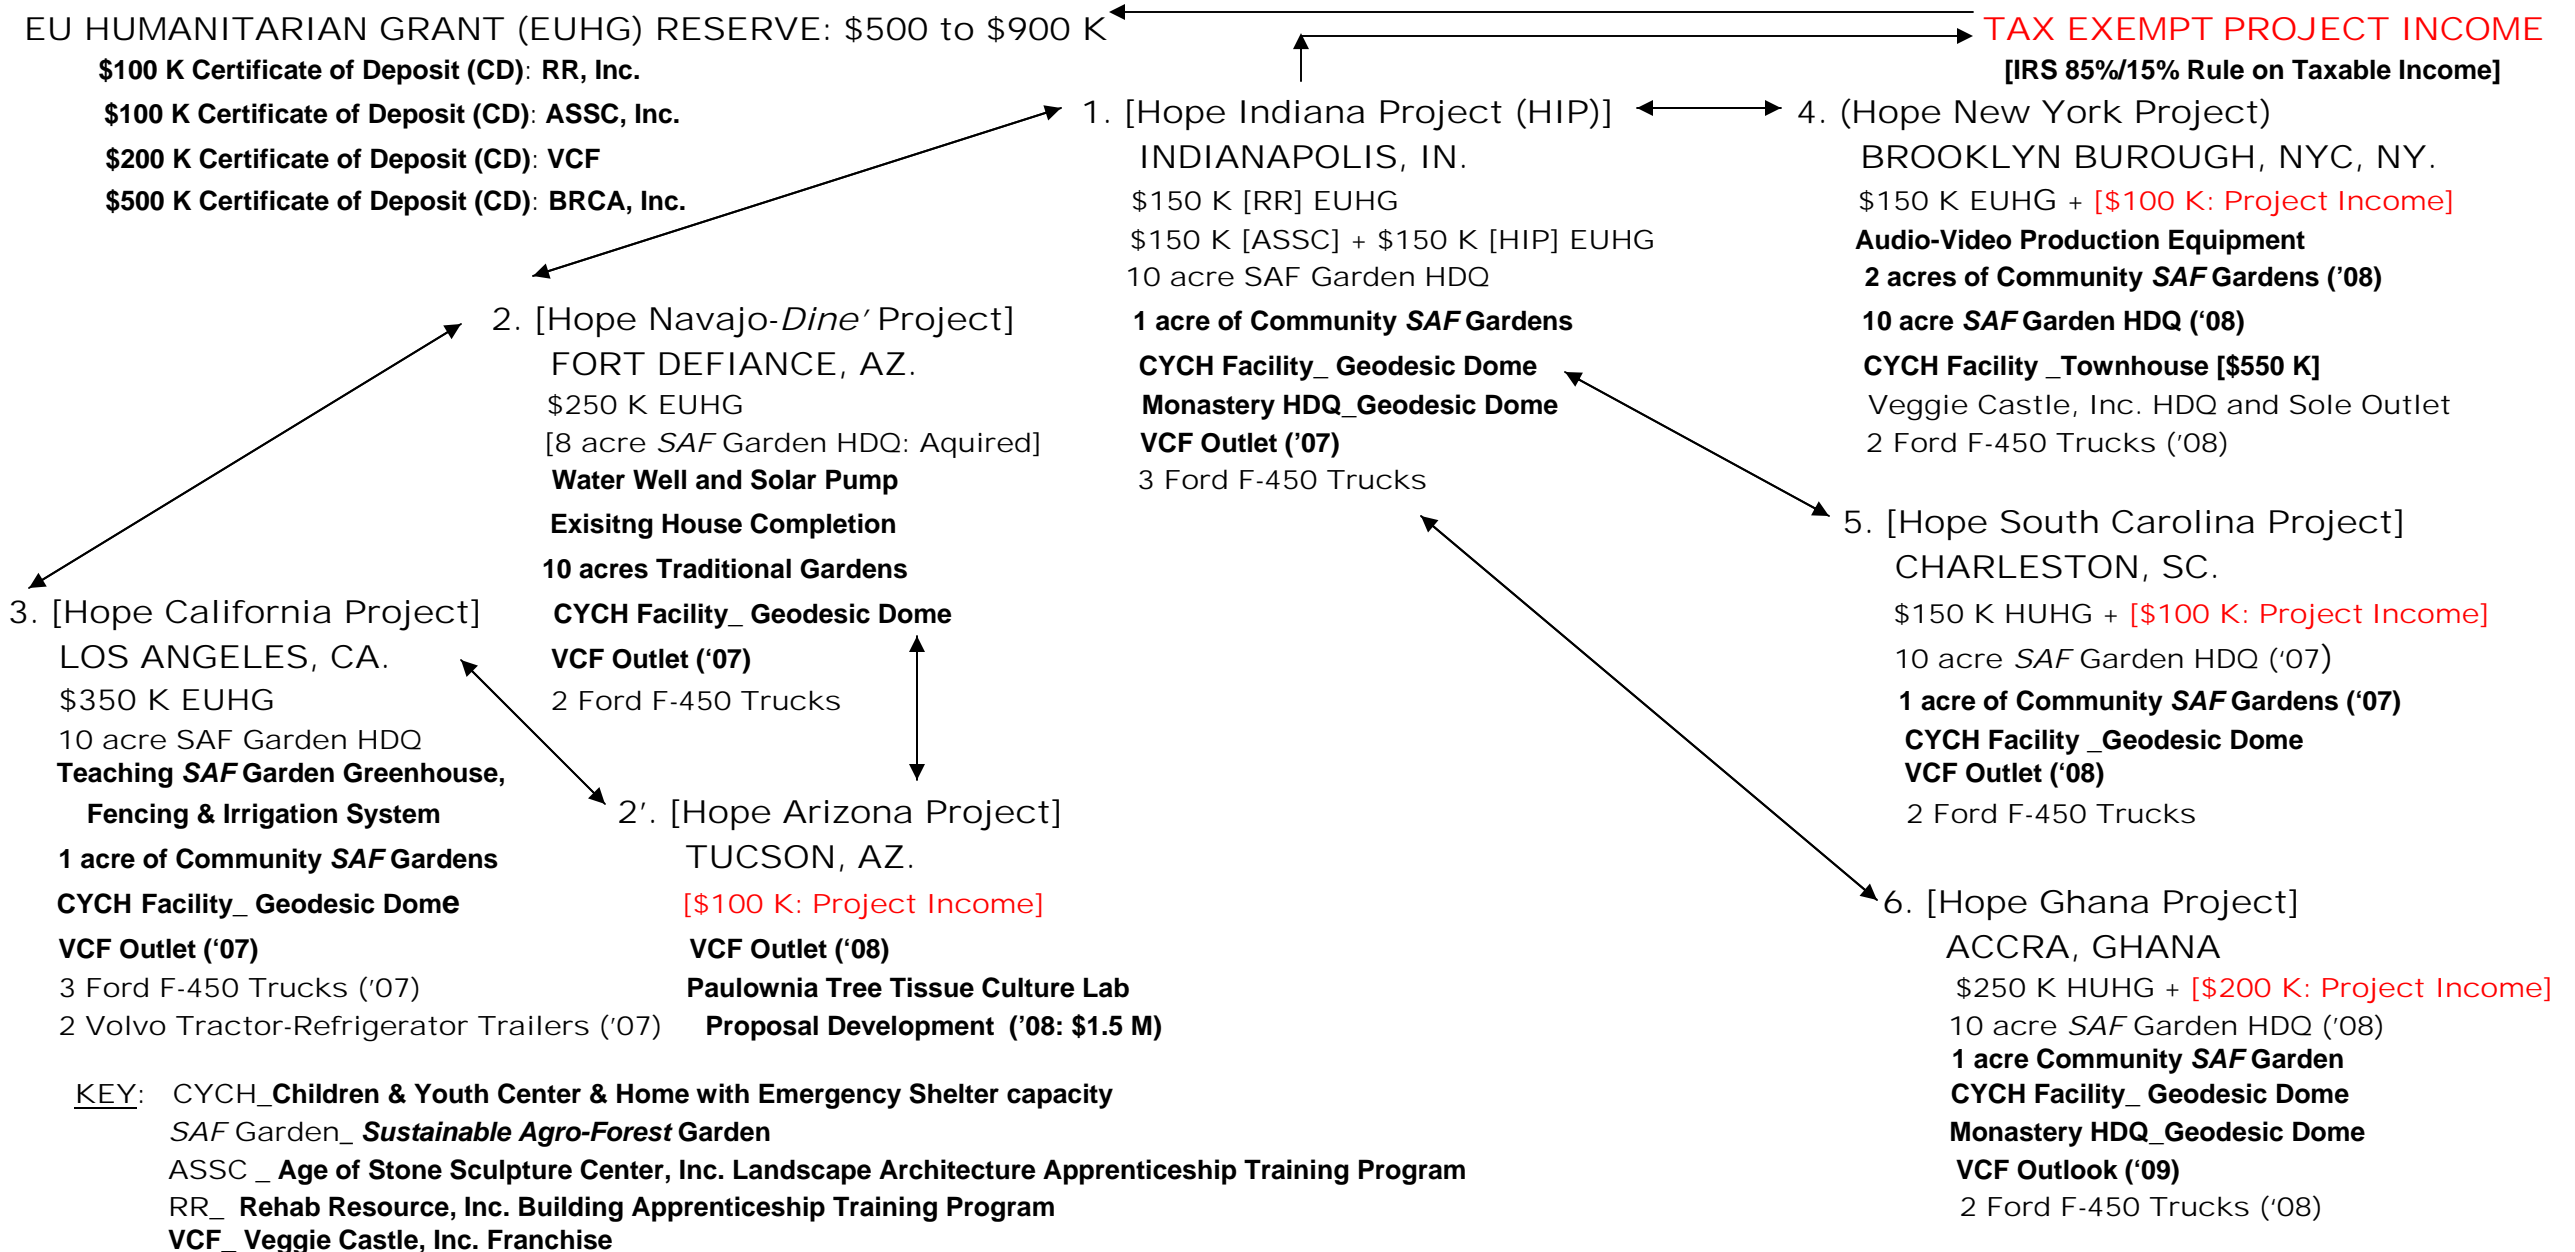 EU HUMANITARIAN GRANT (EUHG) RESERVE: $500 to $900 K
$100 K Certificate of Deposit (CD): RR, Inc.
$100 K Certificate of Deposit (CD): ASSC, Inc.
$200 K Certificate of Deposit (CD): VCF
$500 K Certificate of Deposit (CD): BRCA, Inc.
TAX EXEMPT PROJECT INCOME
[IRS 85%/15% Rule on Taxable Income]
1. [Hope Indiana Project (HIP)]
INDIANAPOLIS, IN.
$150 K [RR] EUHG
$150 K [ASSC] + $150 K [HIP] EUHG
10 acre SAF Garden HDQ
1 acre of Community SAF Gardens
CYCH Facility_ Geodesic Dome
Monastery HDQ_Geodesic Dome
VCF Outlet ('07)
3 Ford F-450 Trucks
2. [Hope Navajo-Dine' Project]
FORT DEFIANCE, AZ.
$250 K EUHG
[8 acre SAF Garden HDQ: Aquired]
Water Well and Solar Pump
Exisitng House Completion
10 acres Traditional Gardens
CYCH Facility_ Geodesic Dome
VCF Outlet ('07)
2 Ford F-450 Trucks
3. [Hope California Project]
LOS ANGELES, CA.
$350 K EUHG
10 acre SAF Garden HDQ
Teaching SAF Garden Greenhouse,
Fencing & Irrigation System
1 acre of Community SAF Gardens
CYCH Facility_ Geodesic Dome
VCF Outlet ('07)
3 Ford F-450 Trucks ('07)
2 Volvo Tractor-Refrigerator Trailers ('07)
2'. [Hope Arizona Project]
TUCSON, AZ.
[$100 K: Project Income]
VCF Outlet ('08)
Paulownia Tree Tissue Culture Lab
Proposal Development ('08: $1.5 M)
4. (Hope New York Project)
BROOKLYN BUROUGH, NYC, NY.
$150 K EUHG + [$100 K: Project Income]
Audio-Video Production Equipment
2 acres of Community SAF Gardens ('08)
10 acre SAF Garden HDQ ('08)
CYCH Facility _Townhouse [$550 K]
Veggie Castle, Inc. HDQ and Sole Outlet
2 Ford F-450 Trucks ('08)
5. [Hope South Carolina Project]
CHARLESTON, SC.
$150 K HUHG + [$100 K: Project Income]
10 acre SAF Garden HDQ ('07)
1 acre of Community SAF Gardens ('07)
CYCH Facility _Geodesic Dome
VCF Outlet ('08)
2 Ford F-450 Trucks
6. [Hope Ghana Project]
ACCRA, GHANA
$250 K HUHG + [$200 K: Project Income]
10 acre SAF Garden HDQ ('08)
1 acre Community SAF Garden
CYCH Facility_ Geodesic Dome
Monastery HDQ_Geodesic Dome
VCF Outlook ('09)
2 Ford F-450 Trucks ('08)
KEY: CYCH_Children & Youth Center & Home with Emergency Shelter capacity
SAF Garden_ Sustainable Agro-Forest Garden
ASSC _ Age of Stone Sculpture Center, Inc. Landscape Architecture Apprenticeship Training Program
RR_ Rehab Resource, Inc. Building Apprenticeship Training Program
VCF_ Veggie Castle, Inc. Franchise